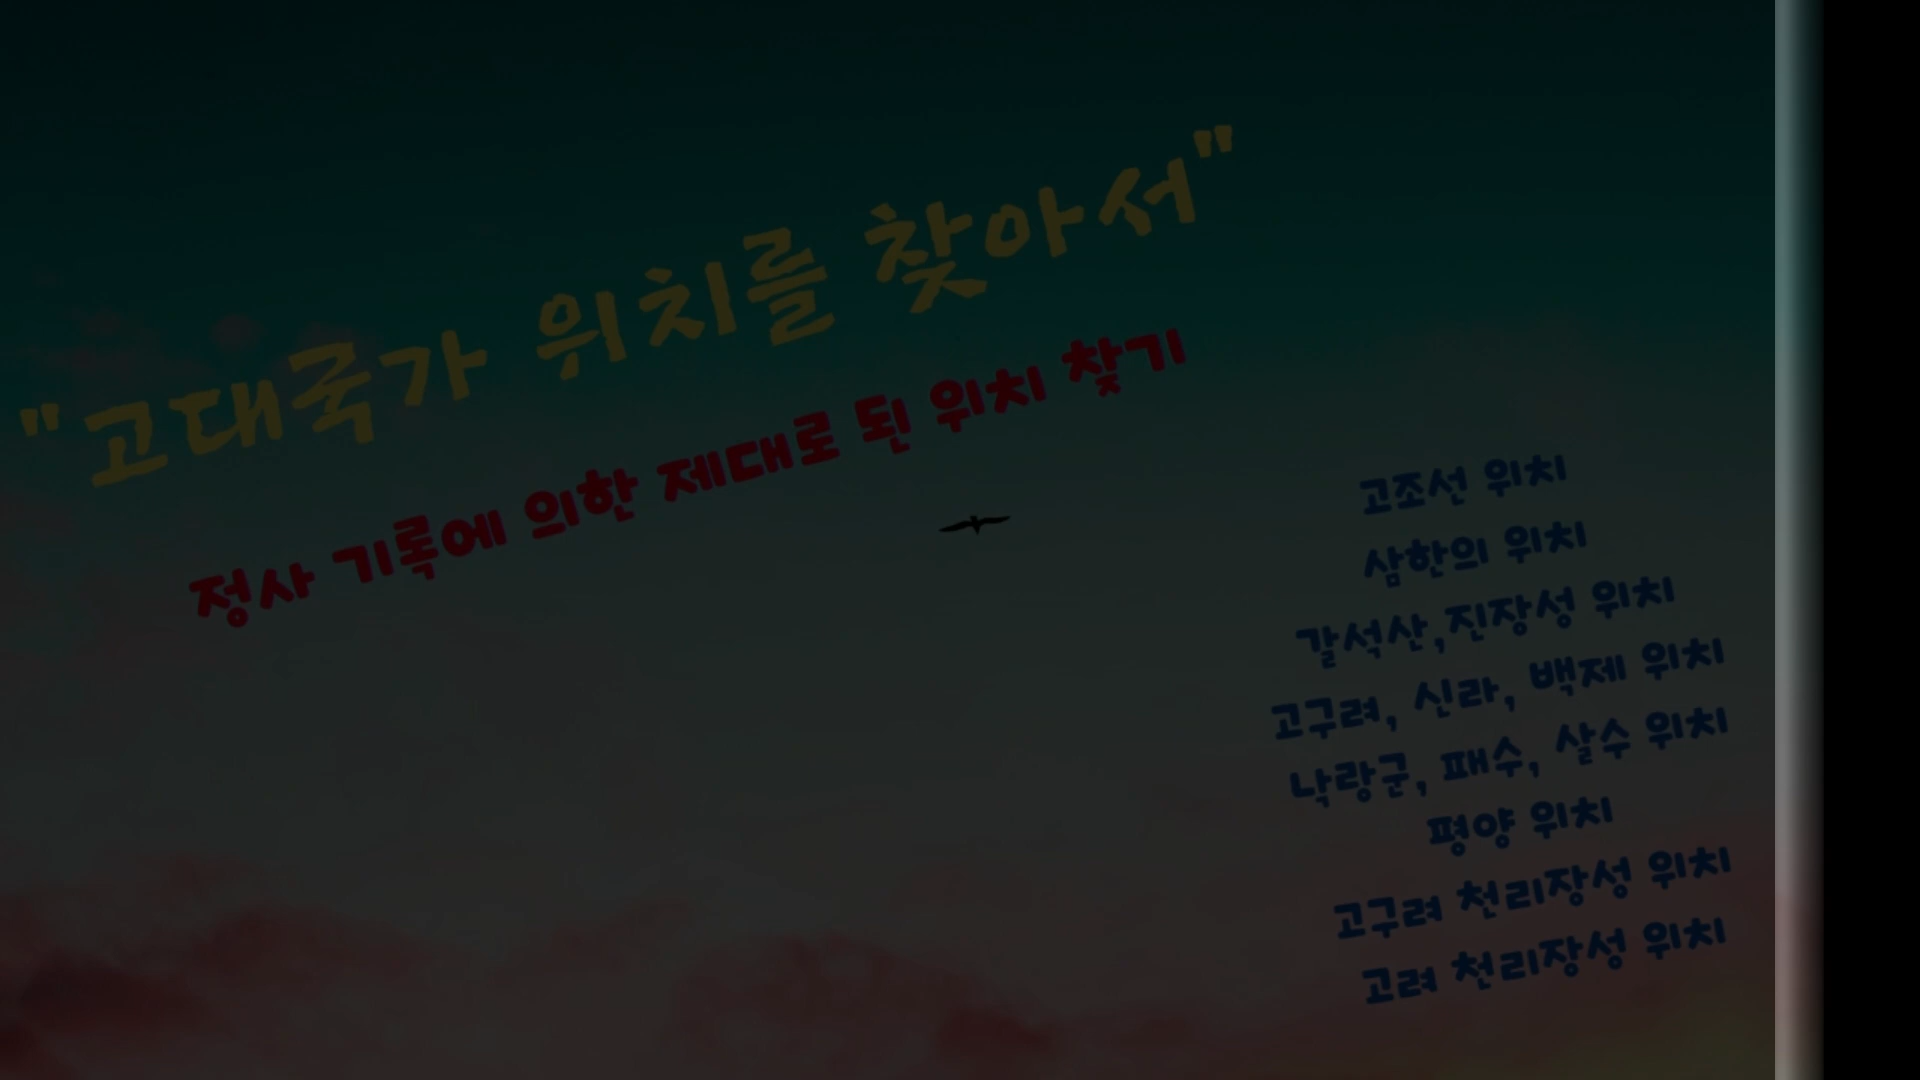 "고대국가 위치를 찾아서"
정사 기록에 의한 제대로 된 위치 찾기
고조선 위치
삼한의 위치
갈석산,진장성 위치
고구려, 신라, 백제 위치
낙랑군, 패수, 살수 위치
평양 위치
고구려 천리장성 위치
고려 천리장성 위치